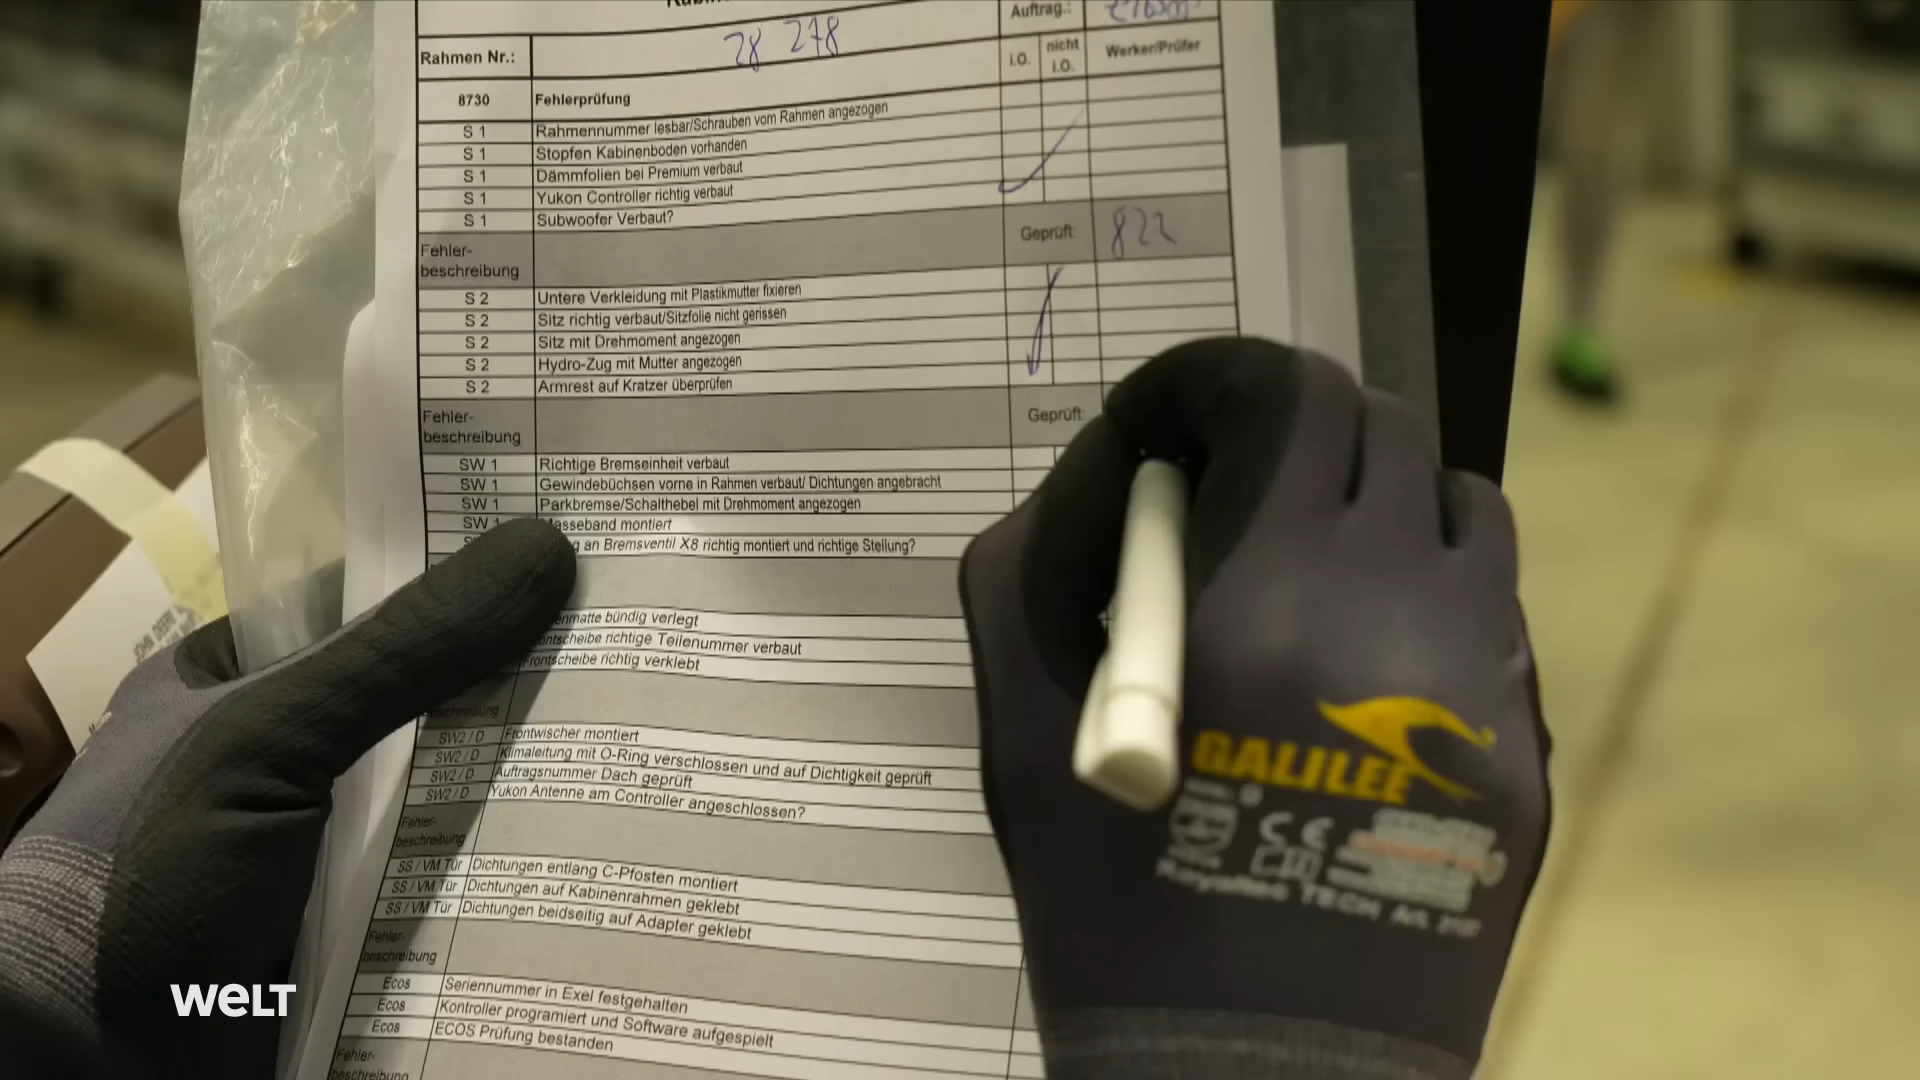 Auftrag.:
Rahmen Nr.: 28 278 i.O. nicht i.O. Werker/Prüfer
8730 Fehlerprüfung
S 1 Rahmennummer lesbar/Schrauben vom Rahmen angezogen
S 1 Stopfen Kabinenboden vorhanden
S 1 Dämmfolien bei Premium verbaut
S 1 Yukon Controller richtig verbaut
S 1 Subwoofer Verbaut?
Fehler-beschreibung Geprüft: 822
S 2 Untere Verkleidung mit Plastikmutter fixieren
S 2 Sitz richtig verbaut/Sitzfolie nicht gerissen
S 2 Sitz mit Drehmoment angezogen
S 2 Hydro-Zug mit Mutter angezogen
S 2 Armrest auf Kratzer überprüfen
Fehler-beschreibung Geprüft:
SW 1 Richtige Bremseinheit verbaut
SW 1 Gewindebüchsen vorne in Rahmen verbaut/ Dichtungen angebracht
SW 1 Parkbremse/Schalthebel mit Drehmoment angezogen
SW 1 Masseband montiert
an Bremsventil X8 richtig montiert und richtige Stellung?
bündig verlegt
richtige Teilenummer verbaut
Frontscheibe richtig verklebt
beschreibung
SW2 / D Frontwischer montiert
SW2 / D Klimaleitung mit O-Ring verschlossen und auf Dichtigkeit geprüft
SW2 / D Auftragsnummer Dach geprüft
SW2 / D Yukon Antenne am Controller angeschlossen?
Fehler-beschreibung
SS / VM Tür Dichtungen entlang C-Pfosten montiert
SS / VM Tür Dichtungen auf Kabinenrahmen geklebt
SS / VM Tür Dichtungen beidseitig auf Adapter geklebt
Fehler-beschreibung
Ecos Seriennummer in Exel festgehalten
Ecos Kontroller programiert und Software aufgespielt
Ecos ECOS Prüfung bestanden
Fehler-beschreibung
JOHN DEERE
GALILEE
CE
TECH Art.
WELT